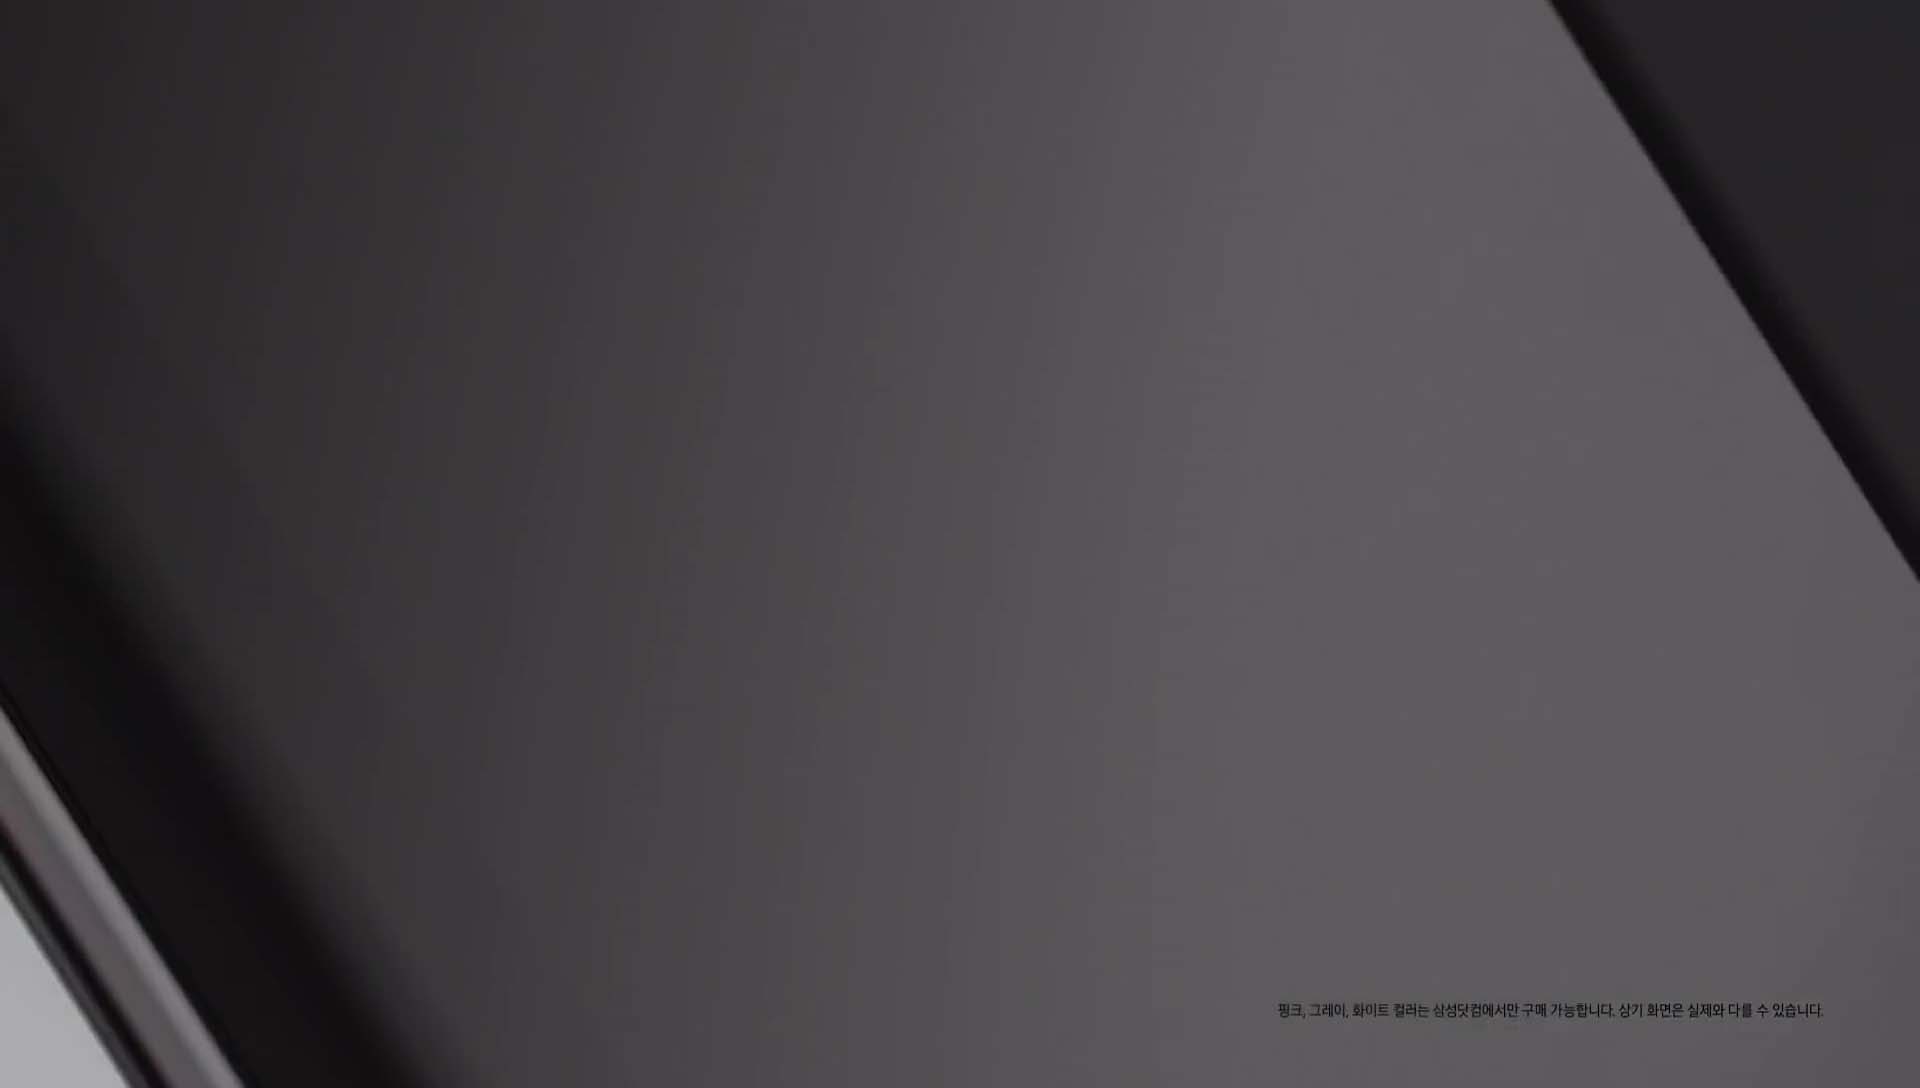 핑크, 그레이, 화이트 컬러는 삼성닷컴에서만 구매 가능합니다. 상기 화면은 실제와 다를 수 있습니다.